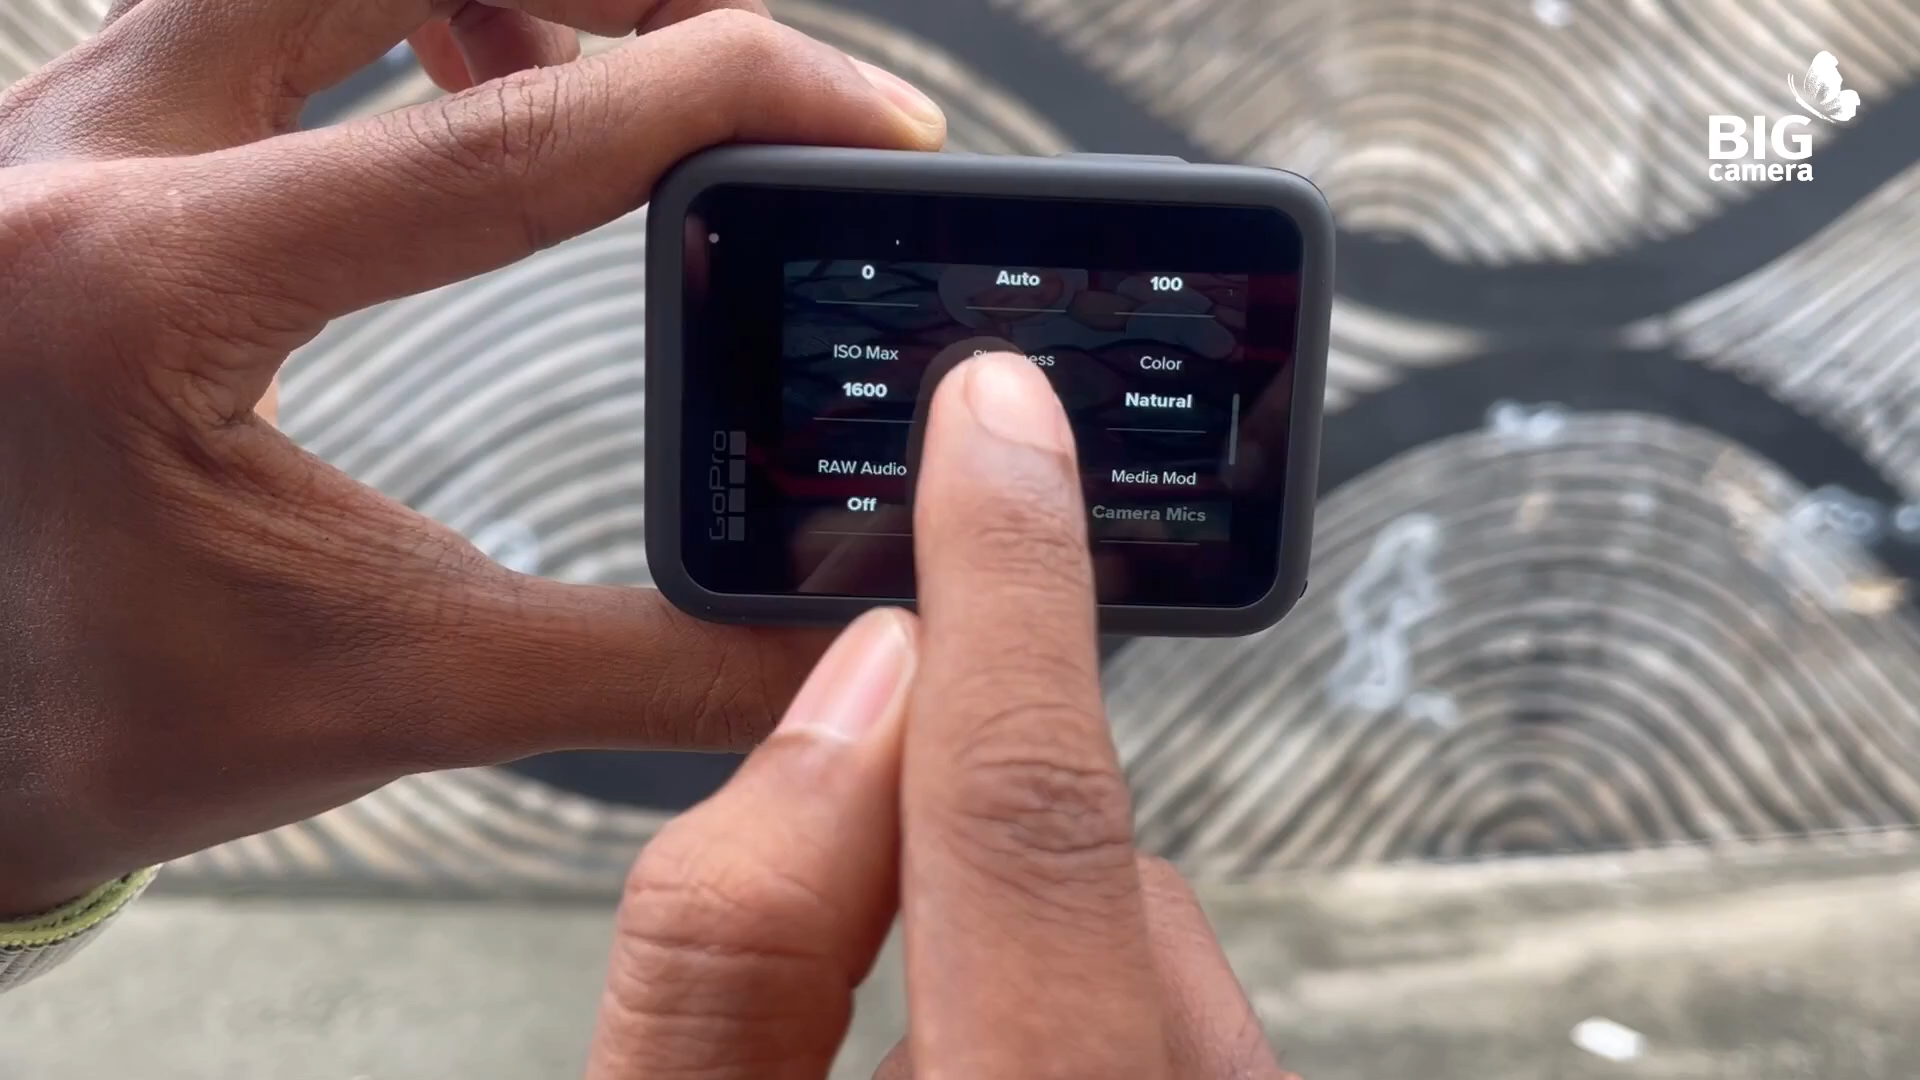 BIG
camera
0
Auto
100
ISO Max
Color
1600
Natural
RAW Audio
Media Mod
Off
Camera Mics
GoPro